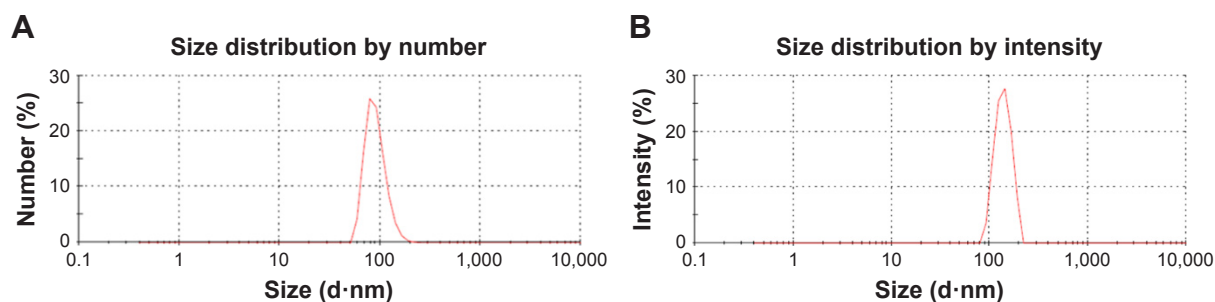 A
Size distribution by number
Number (%)
30
20
10
0
0.1 1 10 100 1,000 10,000
Size (d·nm)
B
Size distribution by intensity
Intensity (%)
30
20
10
0
0.1 1 10 100 1,000 10,000
Size (d·nm)